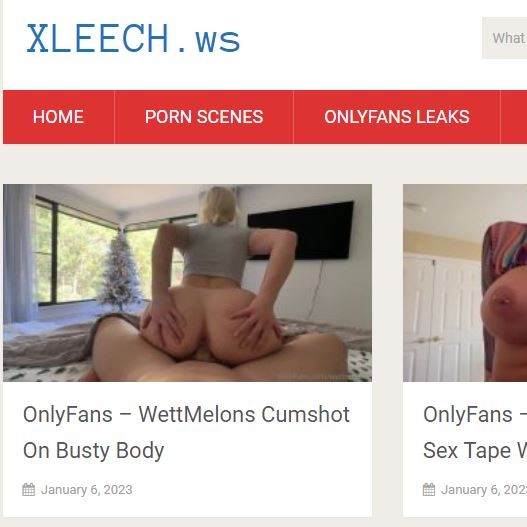 XLEECH.ws
What
HOME
PORN SCENES
ONLYFANS LEAKS
OnlyFans – WettMelons Cumshot
On Busty Body
January 6, 2023
OnlyFans –
Sex Tape W
January 6, 202